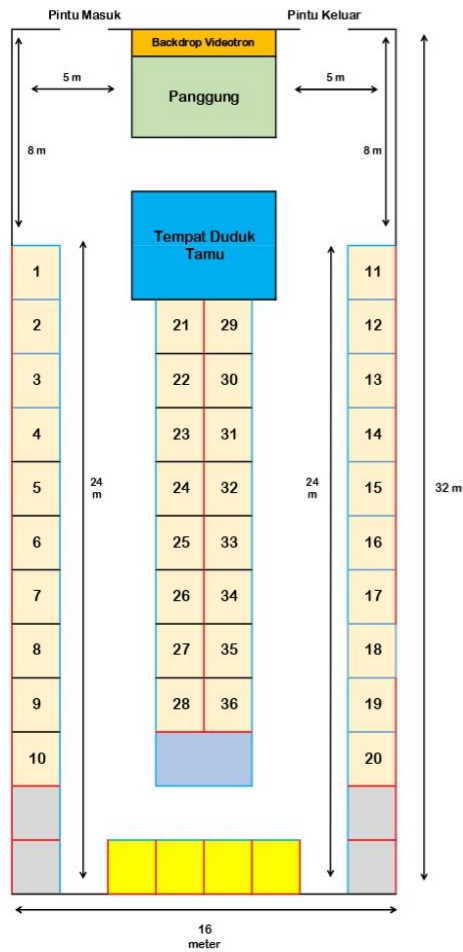 Pintu Masuk
Pintu Keluar
Backdrop Videotron
5 m
Panggung
5 m
8 m
8 m
Tempat Duduk
Tamu
1
11
21
29
2
12
22
30
3
13
23
31
4
14
24
m
24
m
24
32
5
15
32 m
25
33
6
16
26
34
7
17
27
35
8
18
28
36
9
19
10
20
16
meter